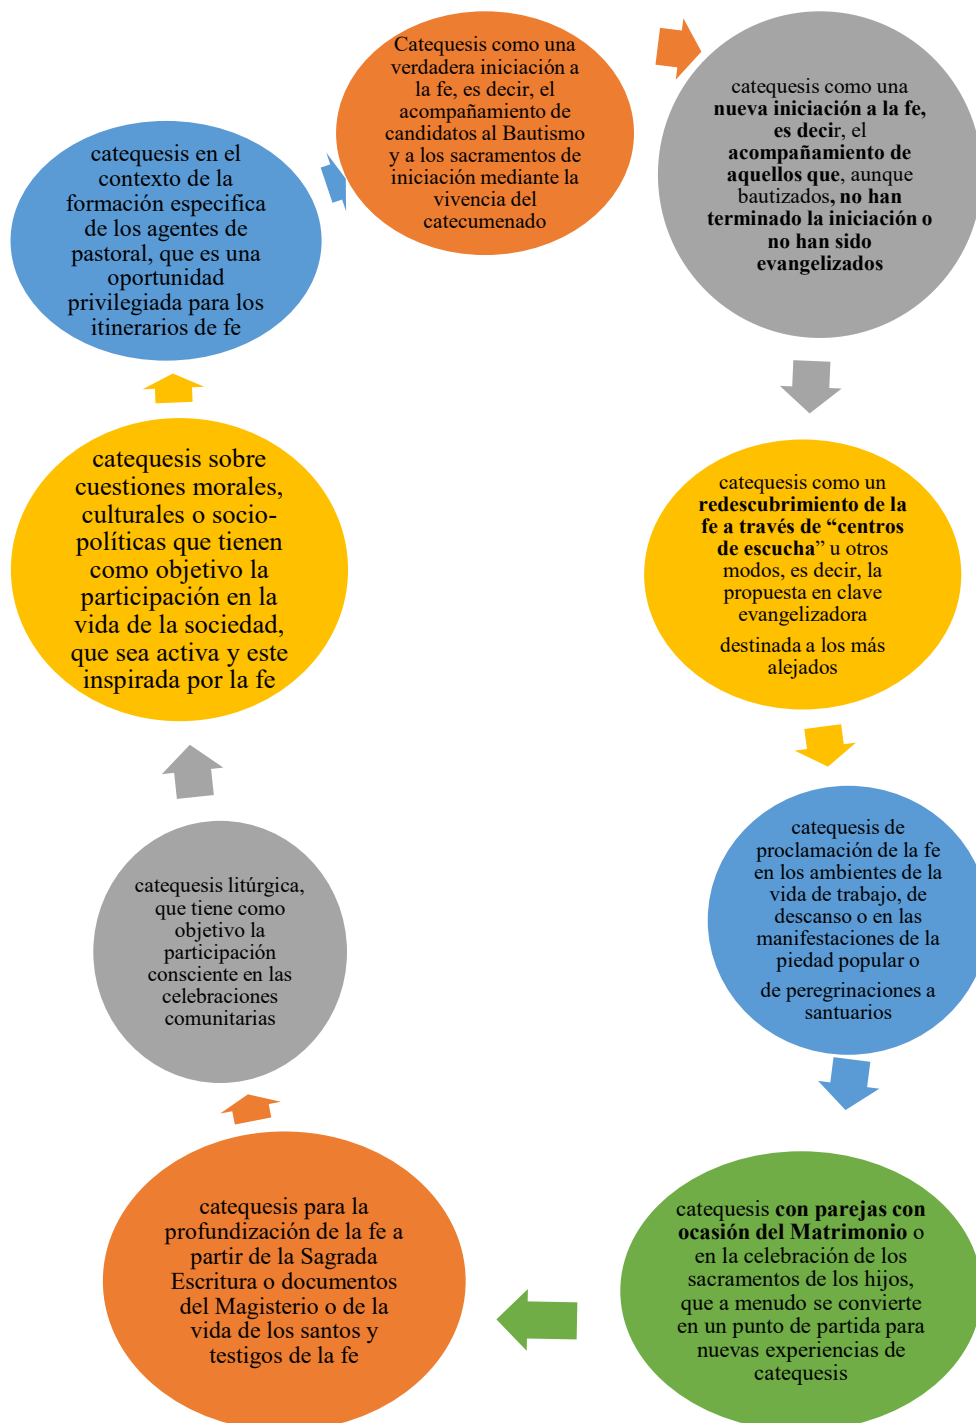 Catequesis como una
verdadera iniciación a
la fe, es decir, el
acompañamiento de
candidatos al Bautismo
y a los sacramentos de
iniciación mediante la
vivencia del
catecumenado
catequesis como una
nueva iniciación a la fe,
es decir, el
acompañamiento de
aquellos que, aunque
bautizados, no han
terminado la iniciación o
no han sido
evangelizados
catequesis como un
redescubrimiento de la
fe a través de “centros
de escucha” u otros
modos, es decir, la
propuesta en clave
evangelizadora
destinada a los más
alejados
catequesis de
proclamación de la fe
en los ambientes de la
vida de trabajo, de
descanso o en las
manifestaciones de la
piedad popular o
de peregrinaciones a
santuarios
catequesis con parejas con
ocasión del Matrimonio o
en la celebración de los
sacramentos de los hijos,
que a menudo se convierte
en un punto de partida para
nuevas experiencias de
catequesis
catequesis para la
profundización de la fe a
partir de la Sagrada
Escritura o documentos
del Magisterio o de la
vida de los santos y
testigos de la fe
catequesis litúrgica,
que tiene como
objetivo la
participación
consciente en las
celebraciones
comunitarias
catequesis sobre
cuestiones morales,
culturales o socio-
políticas que tienen
como objetivo la
participación en la
vida de la sociedad,
que sea activa y este
inspirada por la fe
catequesis en el
contexto de la
formación especifica
de los agentes de
pastoral, que es una
oportunidad
privilegiada para los
itinerarios de fe